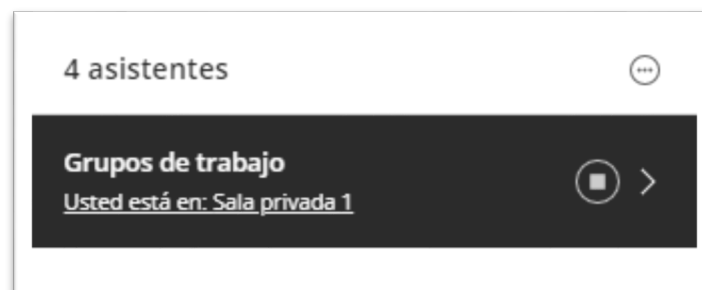 4 asistentes
Grupos de trabajo
Usted está en: Sala privada 1